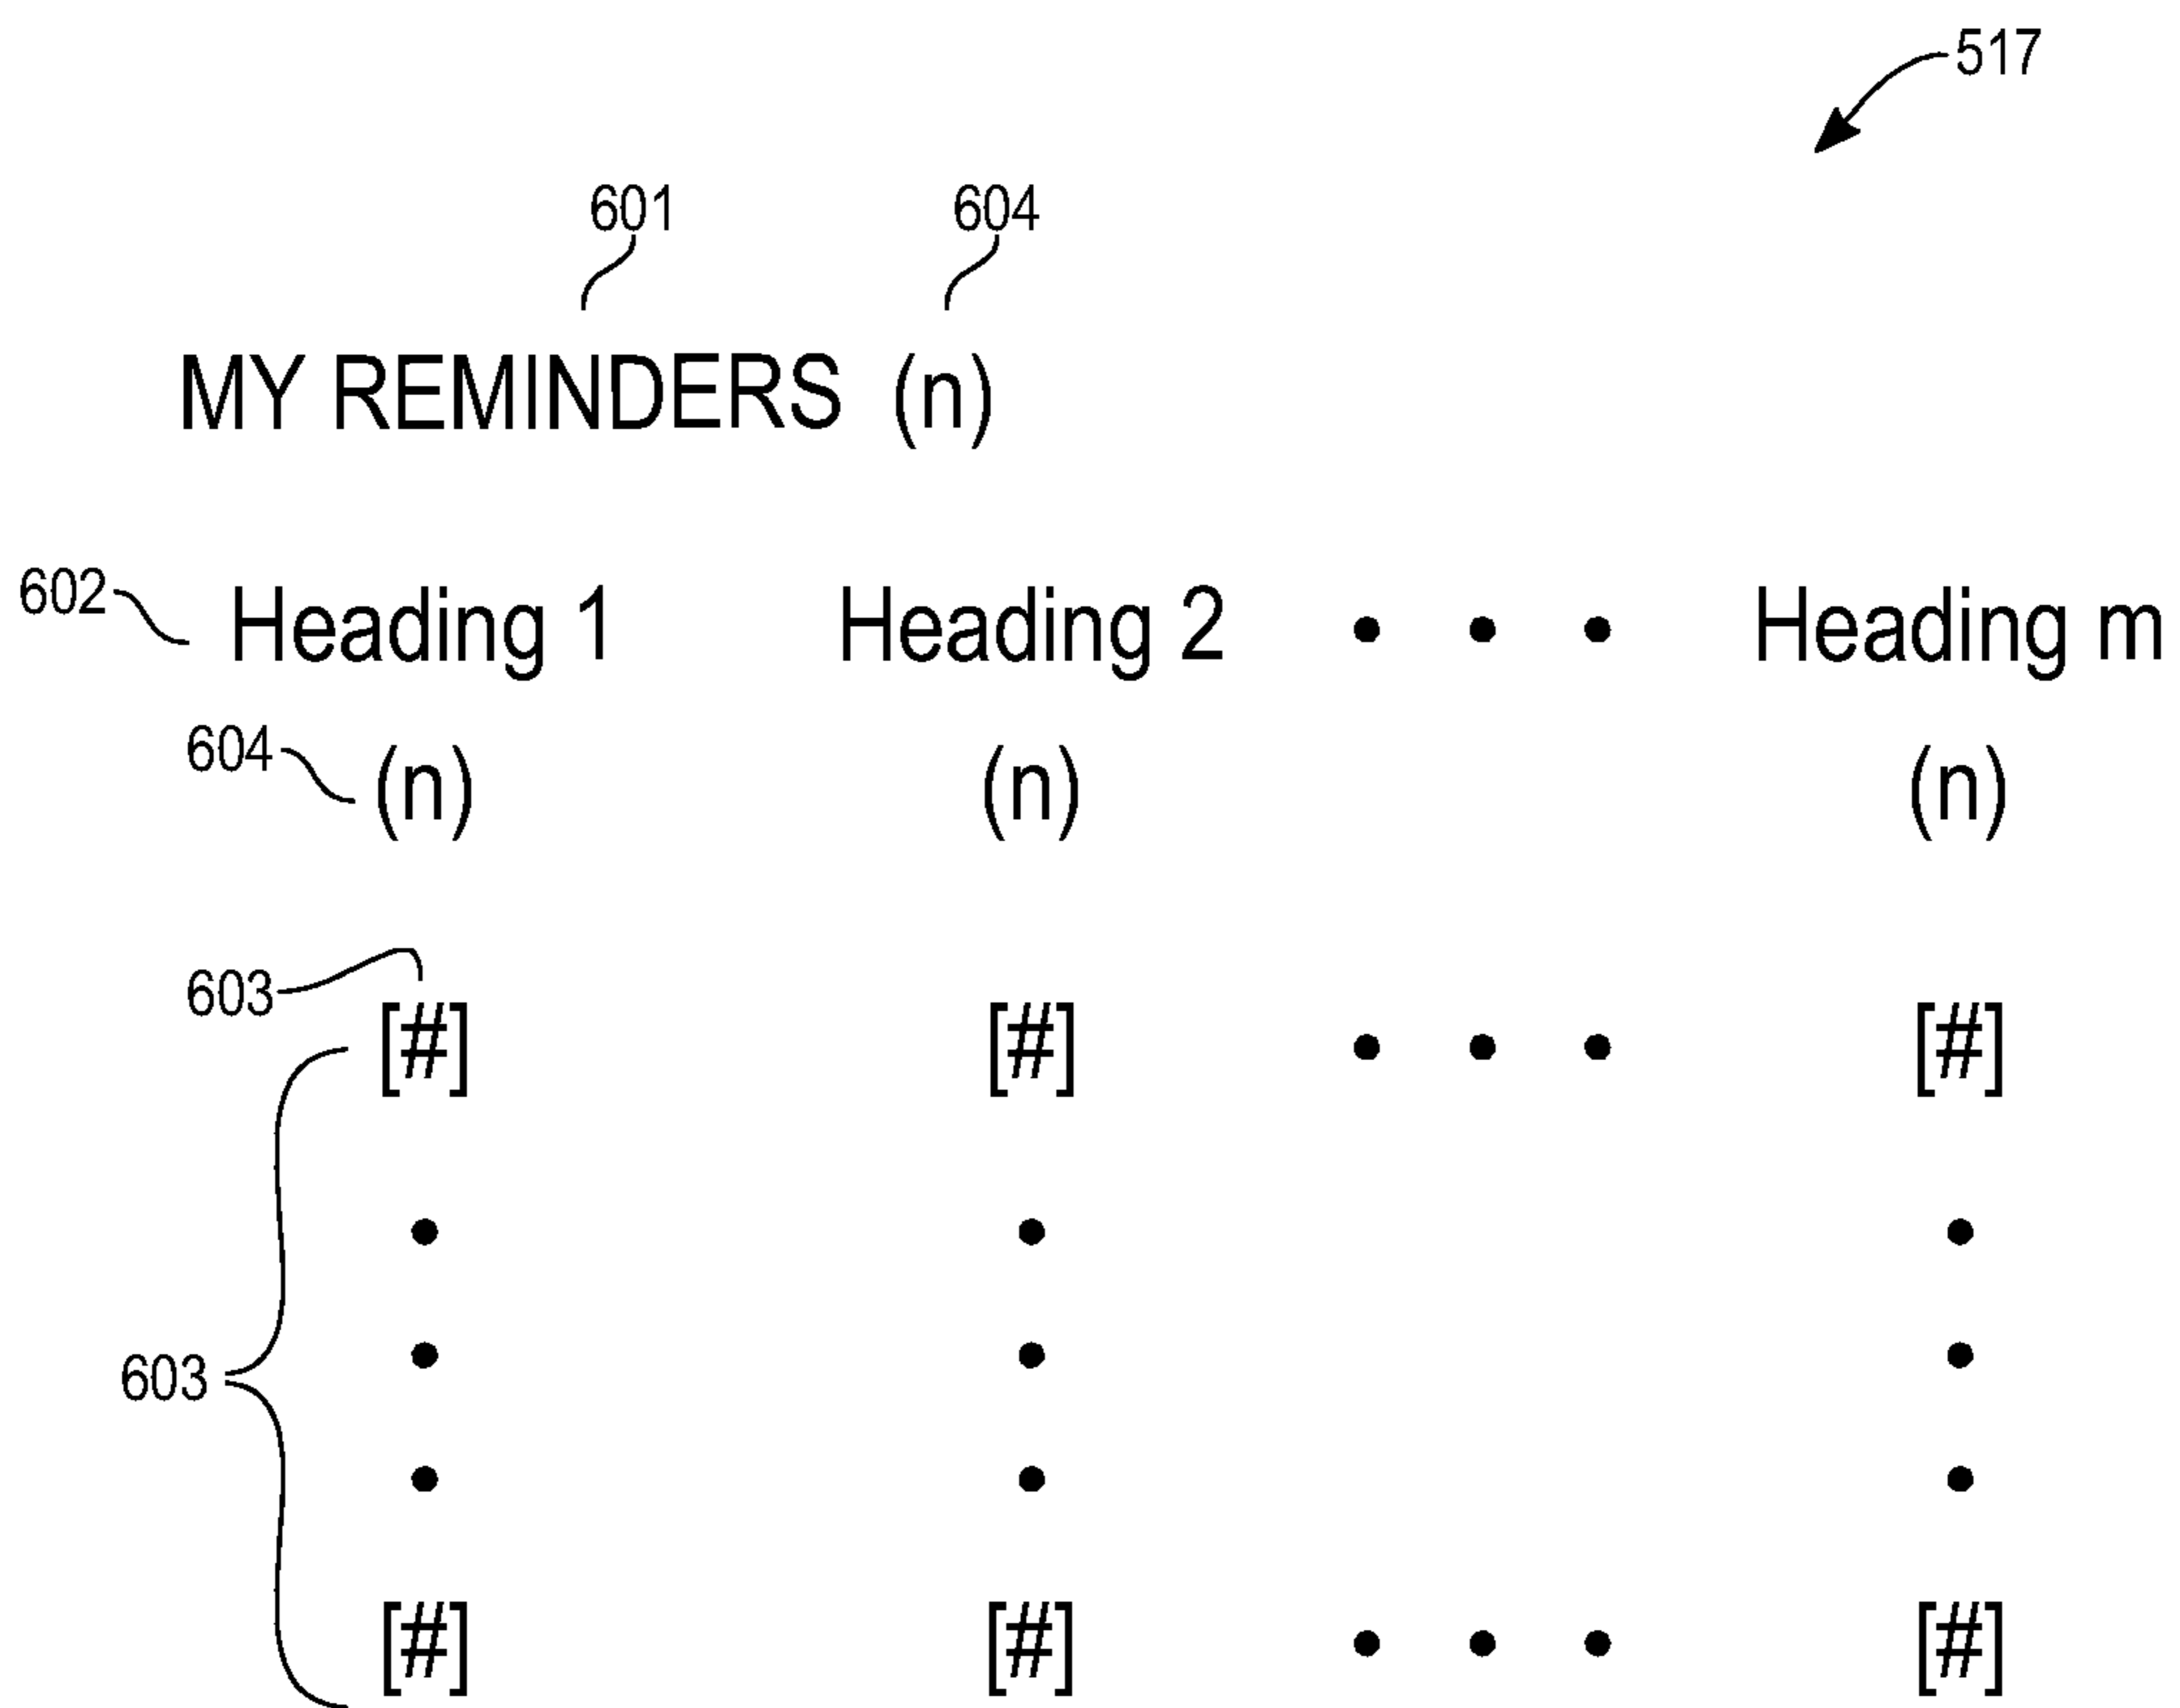 517
601 604
MY REMINDERS (n)
602 Heading 1 Heading 2 • • • Heading m
604 (n) (n) (n)
603
[#] [#] • • • [#]
• • •
• • •
603
• • •
[#] [#] • • • [#]